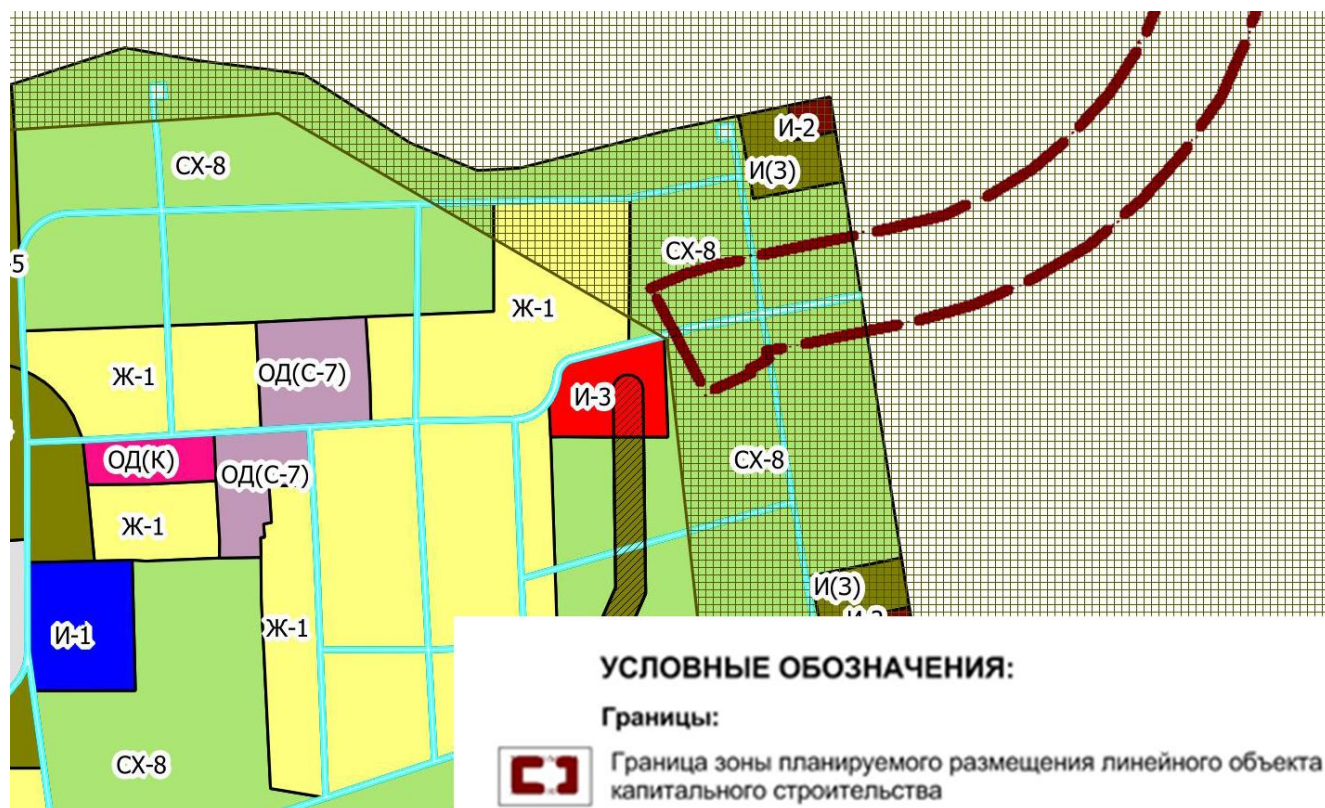 И-2
СХ-8
И(3)
СХ-8
-5
Ж-1
ОД(С-7)
Ж-1
И-3
ОД(К)
ОД(С-7)
СХ-8
Ж-1
И(3)
Ж-1
И-1
УСЛОВНЫЕ ОБОЗНАЧЕНИЯ:
Границы:
СХ-8
Граница зоны планируемого размещения линейного объекта
капитального строительства